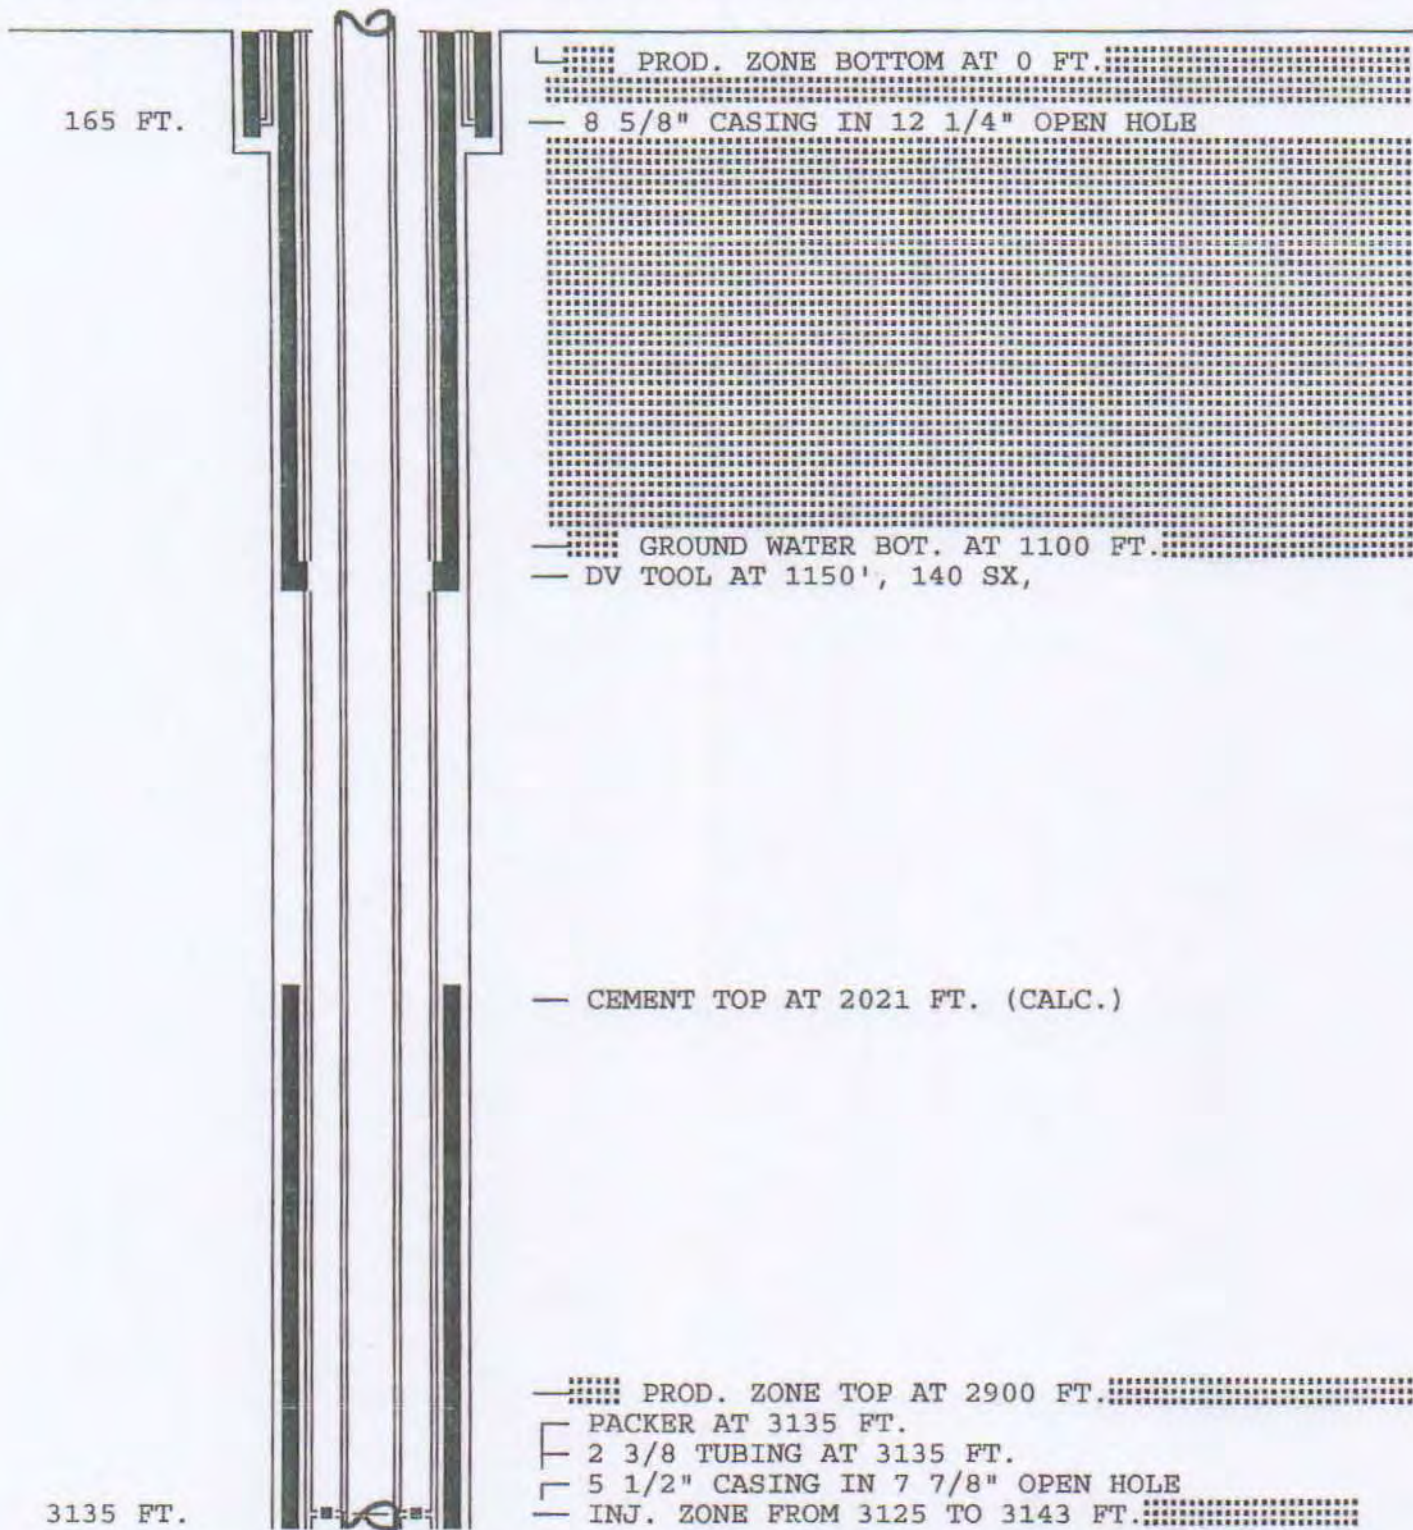 PROD. ZONE BOTTOM AT 0 FT.
165 FT.
8 5/8" CASING IN 12 1/4" OPEN HOLE
GROUND WATER BOT. AT 1100 FT.
DV TOOL AT 1150', 140 SX,
CEMENT TOP AT 2021 FT. (CALC.)
PROD. ZONE TOP AT 2900 FT.
PACKER AT 3135 FT.
2 3/8 TUBING AT 3135 FT.
5 1/2" CASING IN 7 7/8" OPEN HOLE
3135 FT.
INJ. ZONE FROM 3125 TO 3143 FT.